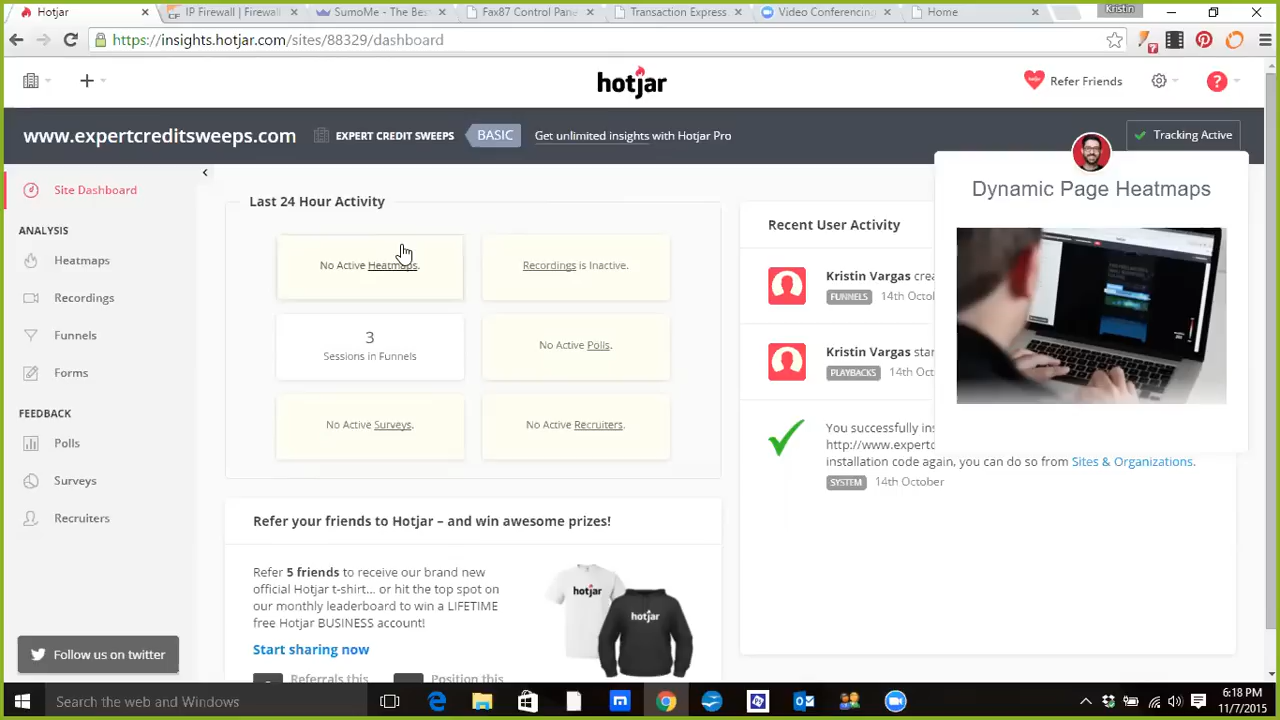 Hotjar
IP Firewall | Firewall
SumoMe - The Bes
Fax87 Control Pan
Transaction Express
Video Conferencing
Home
Kristin
https://insights.hotjar.com/sites/88329/dashboard
hotjar
Refer Friends
www.expertcreditsweeps.com
EXPERT CREDIT SWEEPS
BASIC
Get unlimited insights with Hotjar Pro
Tracking Active
Site Dashboard
ANALYSIS
Heatmaps
Recordings
Funnels
Forms
FEEDBACK
Polls
Surveys
Recruiters
Follow us on twitter
Last 24 Hour Activity
No Active Heatmaps.
Recordings is Inactive.
3
Sessions in Funnels
No Active Polls.
No Active Surveys.
No Active Recruiters.
Refer your friends to Hotjar – and win awesome prizes!
Refer 5 friends to receive our brand new
official Hotjar t-shirt... or hit the top spot on
our monthly leaderboard to win a LIFETIME
free Hotjar BUSINESS account!
Start sharing now
hotjar
hotjar
Referrals this
Position this
Recent User Activity
Kristin Vargas crea
FUNNELS
14th Octo
Kristin Vargas star
PLAYBACKS
14th Oct
You successfully ins
http://www.expertc
installation code again, you can do so from Sites & Organizations.
SYSTEM
14th October
Dynamic Page Heatmaps
Search the web and Windows
6:18 PM
11/7/2015